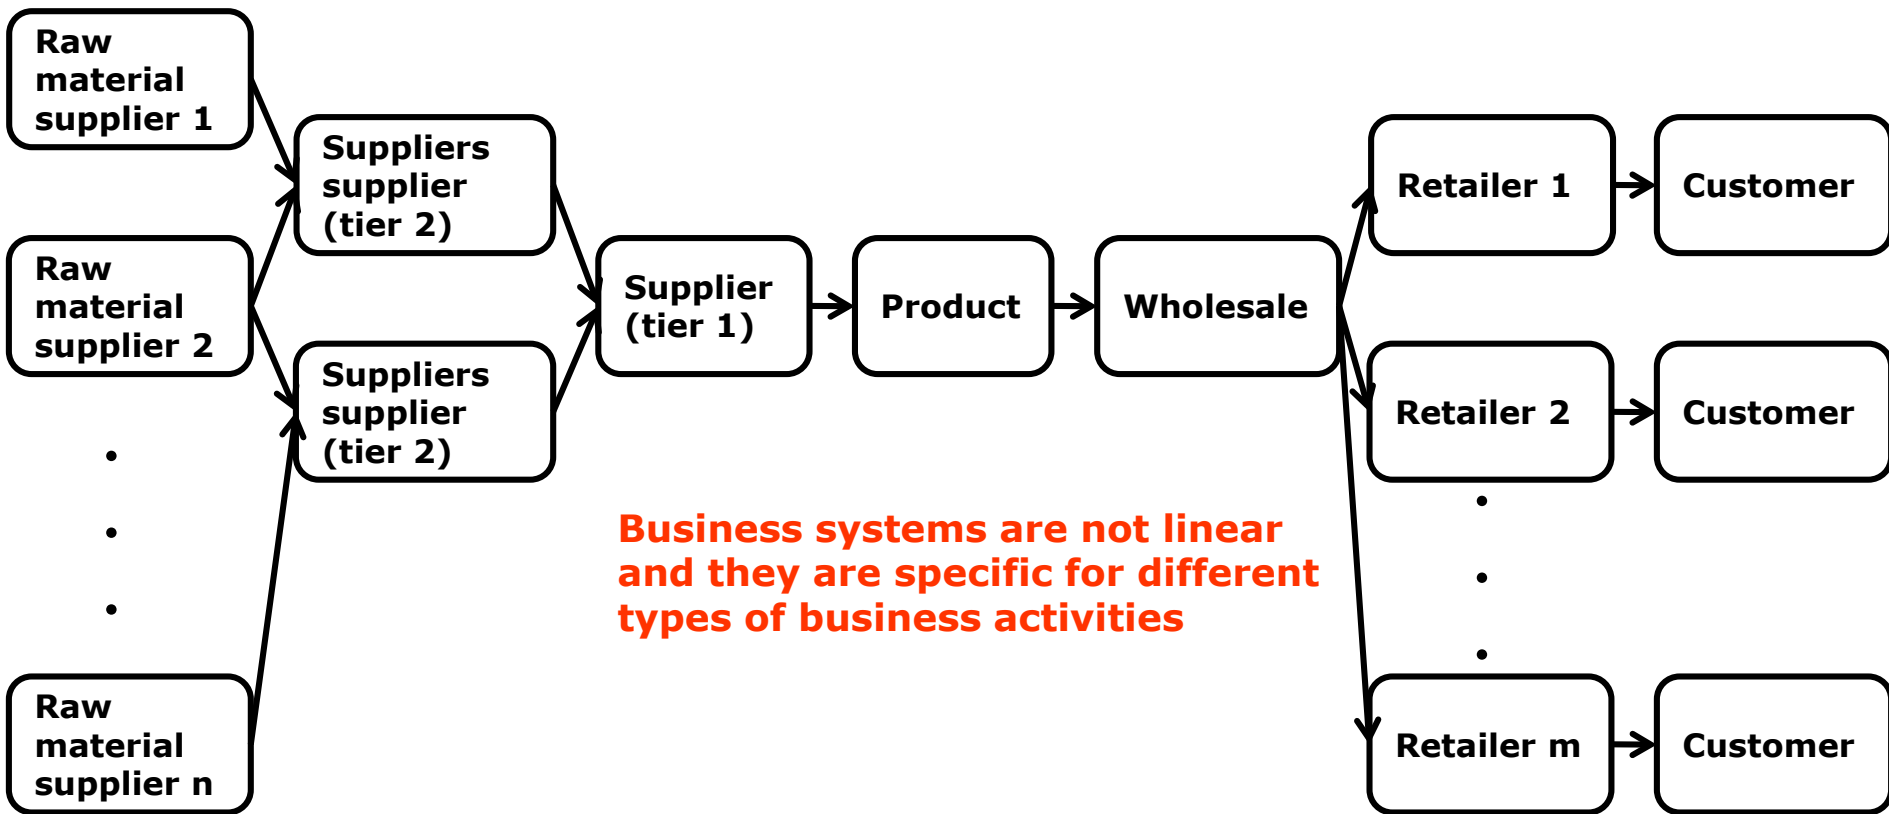 Raw
material
supplier 1
Raw
material
supplier 2
Raw
material
supplier n
Suppliers
supplier
(tier 2)
Suppliers
supplier
(tier 2)
Supplier
(tier 1)
Product
Wholesale
Retailer 1
Customer
Retailer 2
Customer
Retailer m
Customer
Business systems are not linear
and they are specific for different
types of business activities